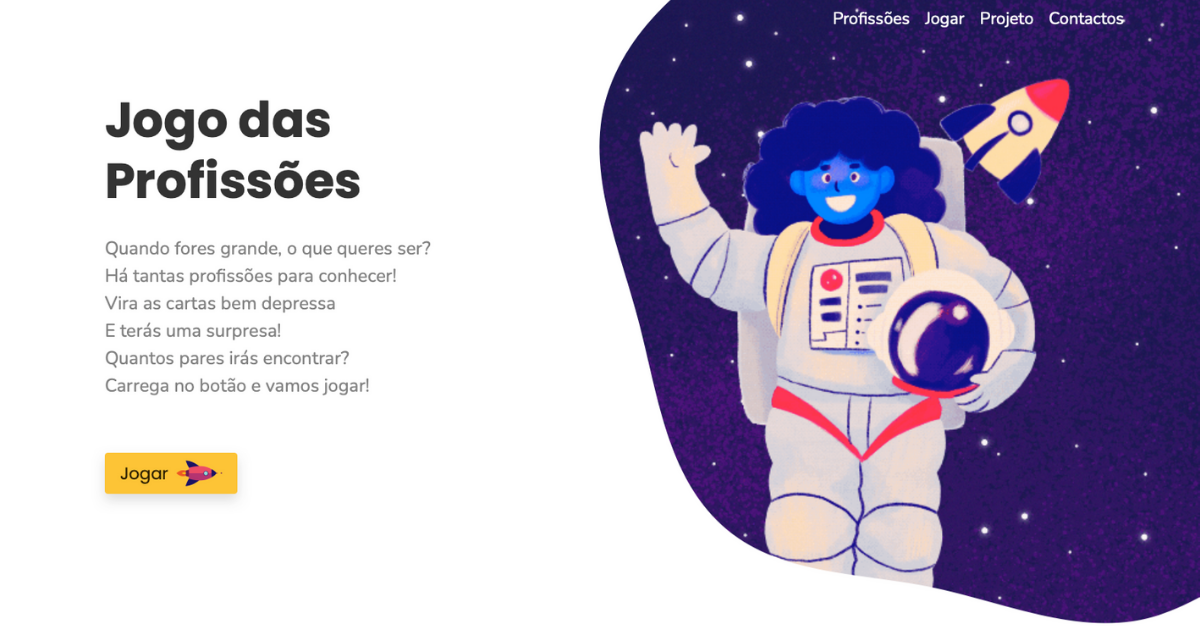 Profissões Jogar Projeto Contactos
Jogo das
Profissões
Quando fores grande, o que queres ser?
Há tantas profissões para conhecer!
Vira as cartas bem depressa
E terás uma surpresa!
Quantos pares irás encontrar?
Carrega no botão e vamos jogar!
Jogar